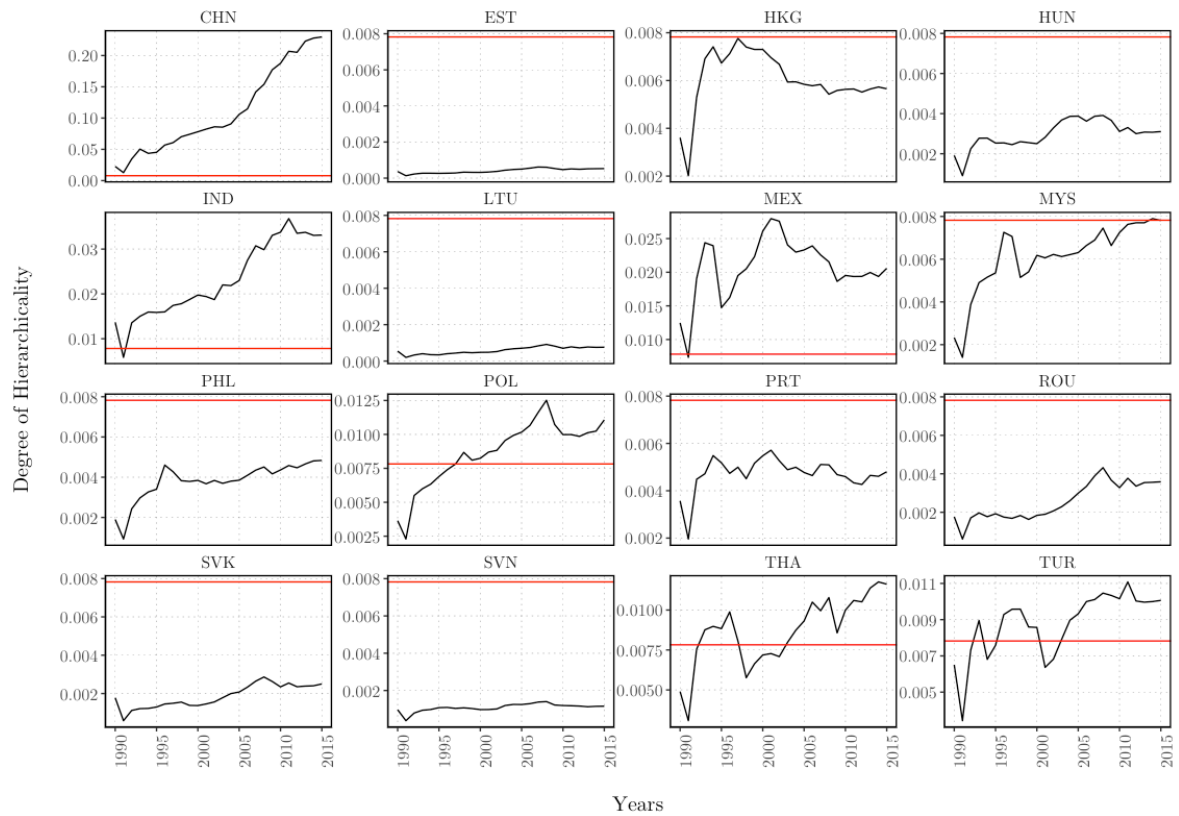 CHN EST HKG HUN
0.20 0.15 0.10 0.05 0.00
0.008 0.006 0.004 0.002 0.000
0.008 0.006 0.004 0.002
0.008 0.006 0.004 0.002
IND LTU MEX MYS
0.03 0.02 0.01
0.008 0.006 0.004 0.002 0.000
0.025 0.020 0.015 0.010
0.008 0.006 0.004 0.002
Degree of Hierarchicality
PHL POL PRT ROU
0.008 0.006 0.004 0.002
0.0125 0.0100 0.0075 0.0050 0.0025
0.008 0.006 0.004 0.002
0.008 0.006 0.004 0.002
SVK SVN THA TUR
0.008 0.006 0.004 0.002
0.008 0.006 0.004 0.002
0.0100 0.0075 0.0050
0.011 0.009 0.007 0.005
1990 1995 2000 2005 2010 2015
1990 1995 2000 2005 2010 2015
1990 1995 2000 2005 2010 2015
1990 1995 2000 2005 2010 2015
Years